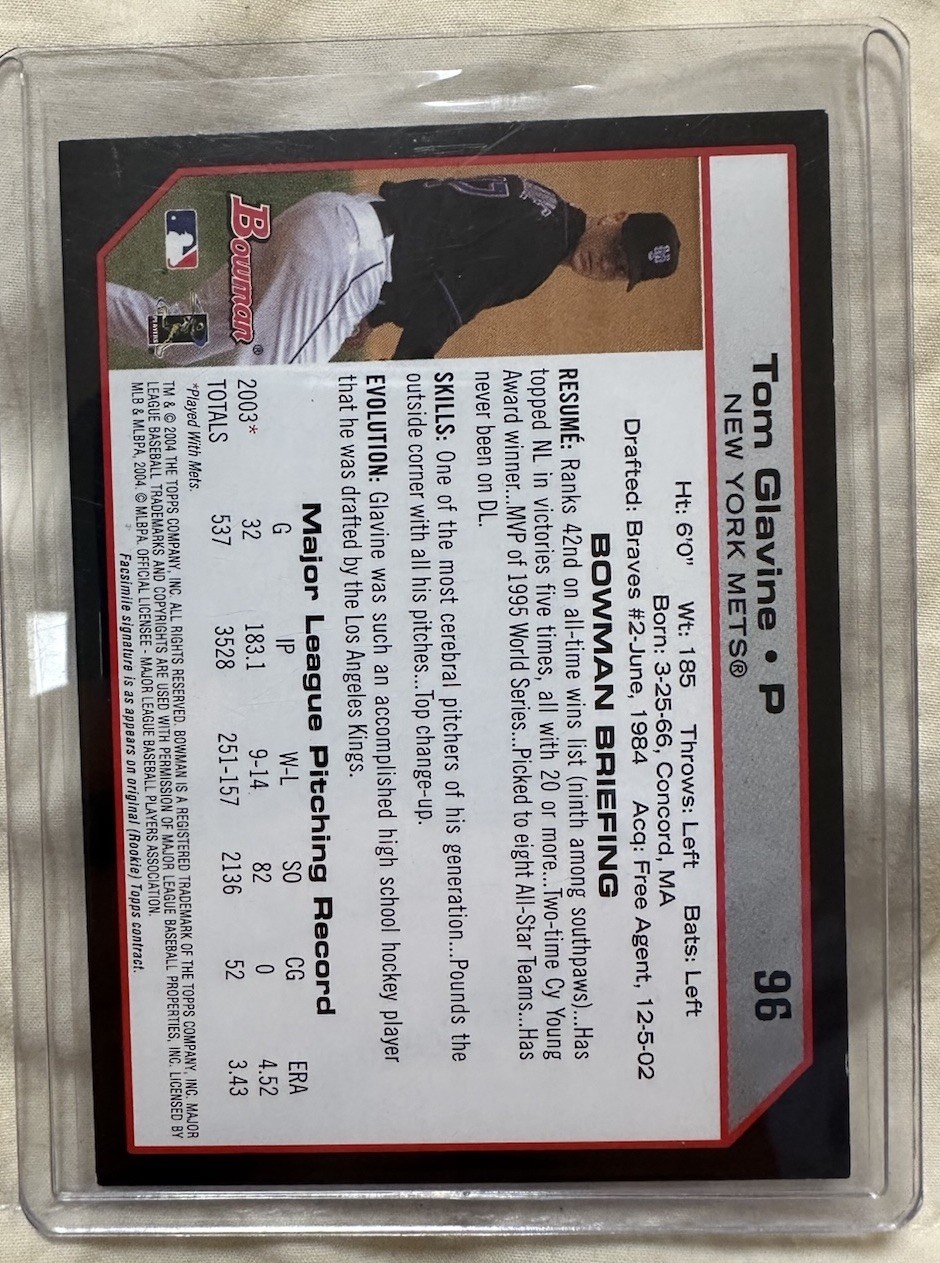 Tom Glavine • P
96
NEW YORK METS®
Ht: 6'0" Wt: 185 Throws: Left Bats: Left
Born: 3-25-66, Concord, MA
Drafted: Braves #2-June, 1984 Acq: Free Agent, 12-5-02
BOWMAN BRIEFING
RESUMÉ: Ranks 42nd on all-time wins list (ninth among southpaws)...Has
topped NL in victories five times, all with 20 or more...Two-time Cy Young
Award winner...MVP of 1995 World Series...Picked to eight All-Star Teams...Has
never been on DL.
SKILLS: One of the most cerebral pitchers of his generation...Pounds the
outside corner with all his pitches...Top change-up.
EVOLUTION: Glavine was such an accomplished high school hockey player
that he was drafted by the Los Angeles Kings.
Bowman®
Major League Pitching Record
G IP W-L SO CG ERA
2003* 32 183.1 9-14 82 0 4.52
TOTALS 537 3528 251-157 2136 52 3.43
*Played With Mets.
TM & © 2004 THE TOPPS COMPANY, INC. ALL RIGHTS RESERVED. BOWMAN IS A REGISTERED TRADEMARK OF THE TOPPS COMPANY, INC. MAJOR
LEAGUE BASEBALL TRADEMARKS AND COPYRIGHTS ARE USED WITH PERMISSION OF MAJOR LEAGUE BASEBALL PROPERTIES, INC. LICENSED BY
MLB & MLBPA, 2004. © MLBPA. OFFICIAL LICENSEE - MAJOR LEAGUE BASEBALL PLAYERS ASSOCIATION.
Facsimile signature is as appears on original (Rookie) Topps contract.